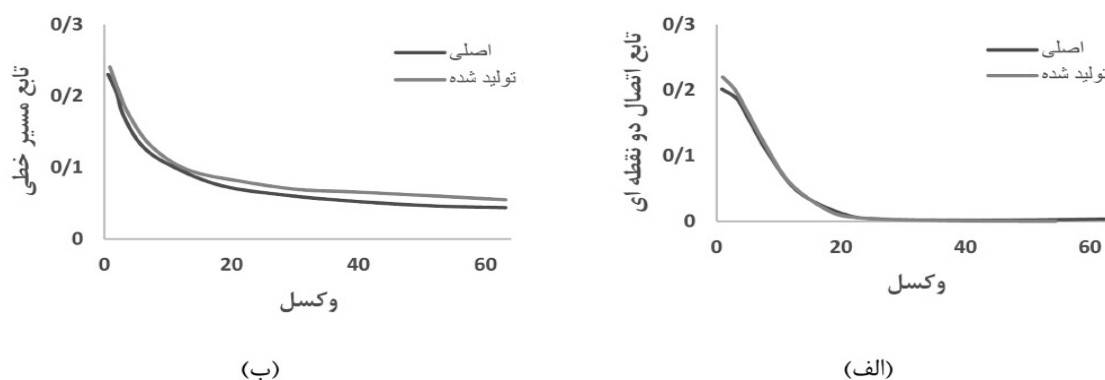 تابع اتصال دو نقطه ای
0/3
0/2
0/1
0
0 20 40 60
وکسل
اصلی
تولید شده
(الف)
تابع مسیر خطی
0/3
0/2
0/1
0
0 20 40 60
وکسل
اصلی
تولید شده
(ب)